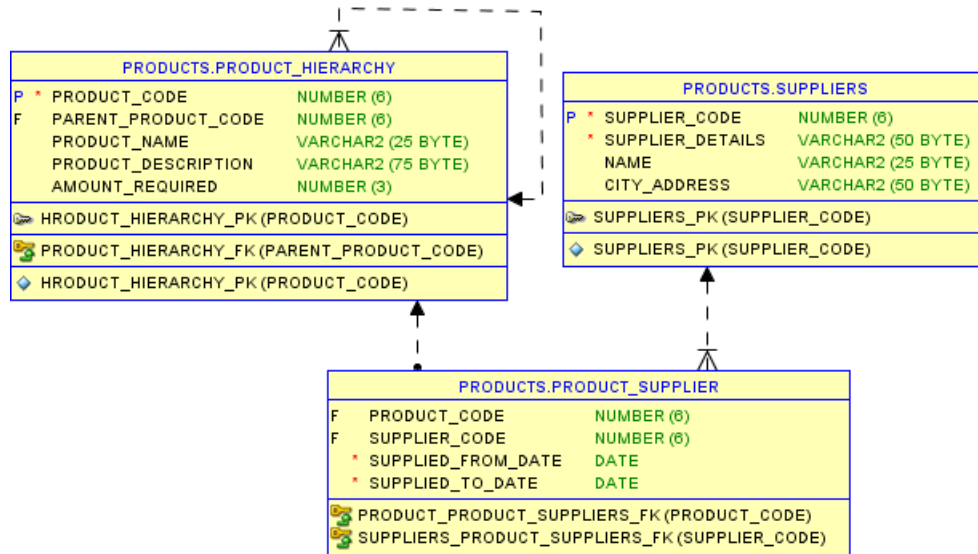 PRODUCTS.PRODUCT_HIERARCHY
P * PRODUCT_CODE NUMBER (6)
F PARENT_PRODUCT_CODE NUMBER (6)
PRODUCT_NAME VARCHAR2 (25 BYTE)
PRODUCT_DESCRIPTION VARCHAR2 (75 BYTE)
AMOUNT_REQUIRED NUMBER (3)
HRODUCT_HIERARCHY_PK (PRODUCT_CODE)
PRODUCT_HIERARCHY_FK (PARENT_PRODUCT_CODE)
HRODUCT_HIERARCHY_PK (PRODUCT_CODE)
PRODUCTS.SUPPLIERS
P * SUPPLIER_CODE NUMBER (6)
* SUPPLIER_DETAILS VARCHAR2 (50 BYTE)
NAME VARCHAR2 (25 BYTE)
CITY_ADDRESS VARCHAR2 (50 BYTE)
SUPPLIERS_PK (SUPPLIER_CODE)
SUPPLIERS_PK (SUPPLIER_CODE)
PRODUCTS.PRODUCT_SUPPLIER
F PRODUCT_CODE NUMBER (6)
F SUPPLIER_CODE NUMBER (6)
* SUPPLIED_FROM_DATE DATE
* SUPPLIED_TO_DATE DATE
PRODUCT_PRODUCT_SUPPLIERS_FK (PRODUCT_CODE)
SUPPLIERS_PRODUCT_SUPPLIERS_FK (SUPPLIER_CODE)